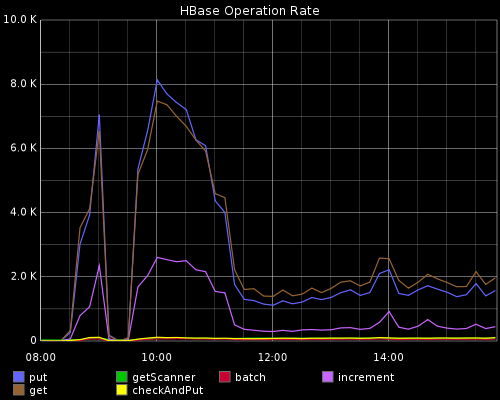 HBase Operation Rate
10.0 K
8.0 K
6.0 K
4.0 K
2.0 K
0
08:00 10:00 12:00 14:00
put getScanner batch increment
get checkAndPut